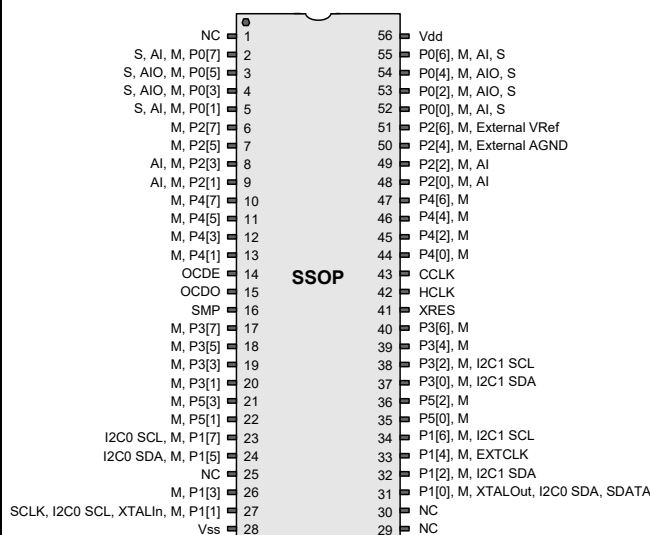 NC 1 56 Vdd
S, AI, M, P0[7] 2 55 P0[6], M, AI, S
S, AIO, M, P0[5] 3 54 P0[4], M, AIO, S
S, AIO, M, P0[3] 4 53 P0[2], M, AIO, S
S, AI, M, P0[1] 5 52 P0[0], M, AI, S
M, P2[7] 6 51 P2[6], M, External VRef
M, P2[5] 7 50 P2[4], M, External AGND
AI, M, P2[3] 8 49 P2[2], M, AI
AI, M, P2[1] 9 48 P2[0], M, AI
M, P4[7] 10 47 P4[6], M
M, P4[5] 11 46 P4[4], M
M, P4[3] 12 45 P4[2], M
M, P4[1] 13 44 P4[0], M
OCDE 14 SSOP 43 CCLK
OCDO 15 42 HCLK
SMP 16 41 XRES
M, P3[7] 17 40 P3[6], M
M, P3[5] 18 39 P3[4], M
M, P3[3] 19 38 P3[2], M, I2C1 SCL
M, P3[1] 20 37 P3[0], M, I2C1 SDA
M, P5[3] 21 36 P5[2], M
M, P5[1] 22 35 P5[0], M
I2C0 SCL, M, P1[7] 23 34 P1[6], M, I2C1 SCL
I2C0 SDA, M, P1[5] 24 33 P1[4], M, EXTCLK
NC 25 32 P1[2], M, I2C1 SDA
M, P1[3] 26 31 P1[0], M, XTALOut, I2C0 SDA, SDATA
SCLK, I2C0 SCL, XTALIn, M, P1[1] 27 30 NC
Vss 28 29 NC